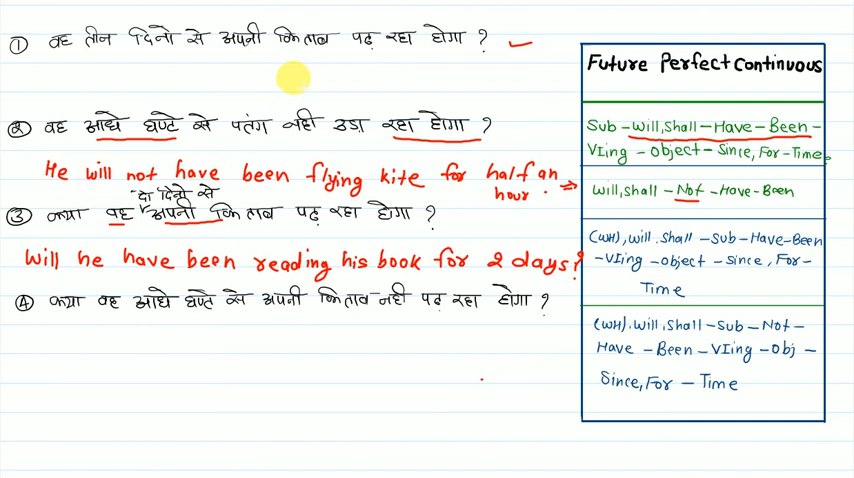 ① वह तीन दिनो से अपनी किताब पढ़ रहा होगा ?
② वह आधे घण्टे से पतंग नही उडा रहा होगा ?
He will not have been flying kite for half an
hour .
दो दिनो से
③ क्या वह अपनी किताब पढ़ रहा होगा ?
Will he have been reading his book for 2 days?
④ क्या वह आधे घण्टे से अपनी किताब नही पढ़ रहा होगा ?
Future Perfect Continuous
Sub - Will, Shall - Have - Been -
VIing - Object - Since, For - Time.
Will, Shall - Not - Have - Been
(WH), Will, Shall - Sub - Have - Been
- VIing - Object - Since, For -
Time
(WH), Will, Shall - Sub - Not -
Have - Been - VIing - Obj -
Since, For - Time